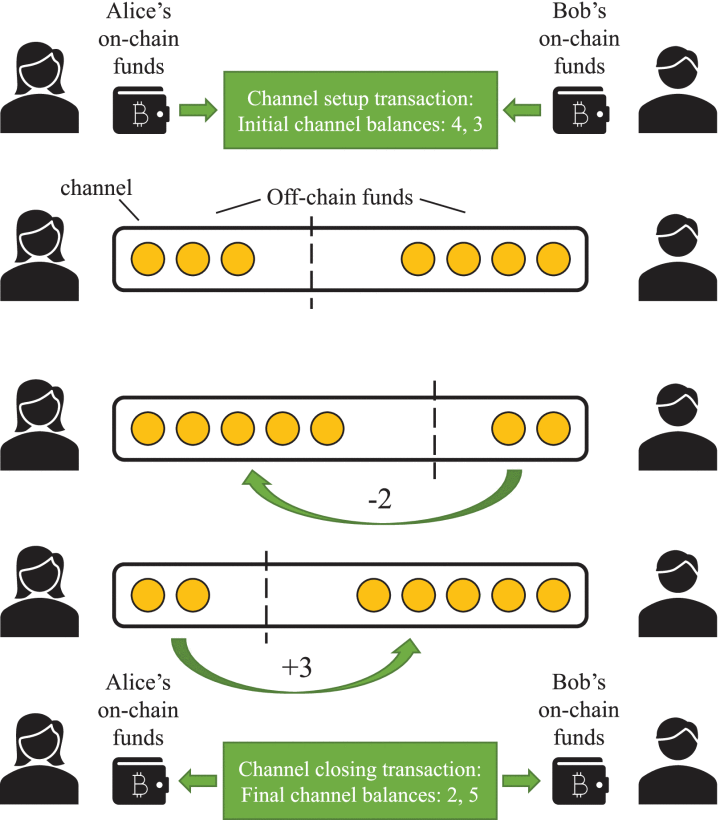 Alice’s
on-chain
funds
Bob’s
on-chain
funds
Channel setup transaction:
Initial channel balances: 4, 3
channel
Off-chain funds
-2
+3
Alice’s
on-chain
funds
Bob’s
on-chain
funds
Channel closing transaction:
Final channel balances: 2, 5